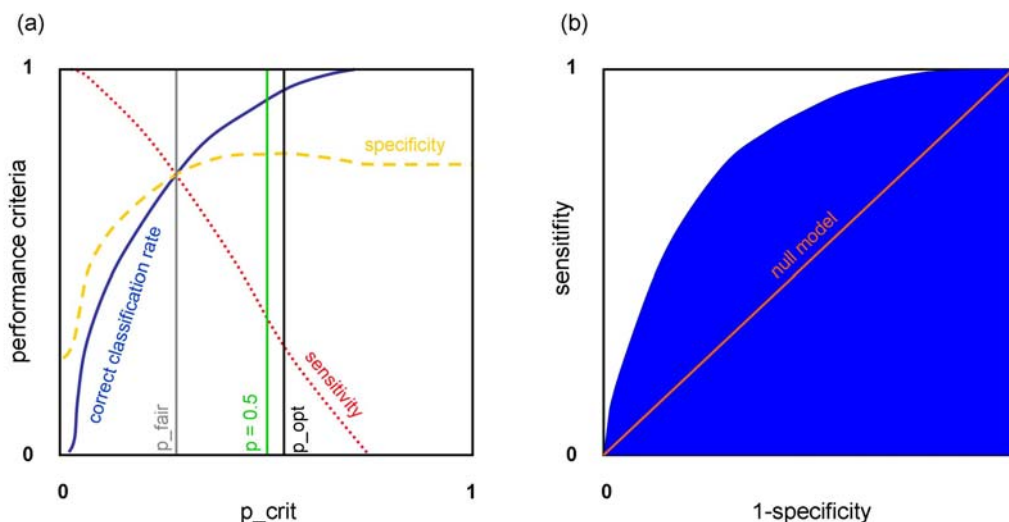 (a)
(b)
1
performance criteria
0
specificity
correct classification rate
sensitivity
p_fair
p = 0.5
p_opt
0
1
p_crit
1
sensitifity
0
null model
0
1-specificity